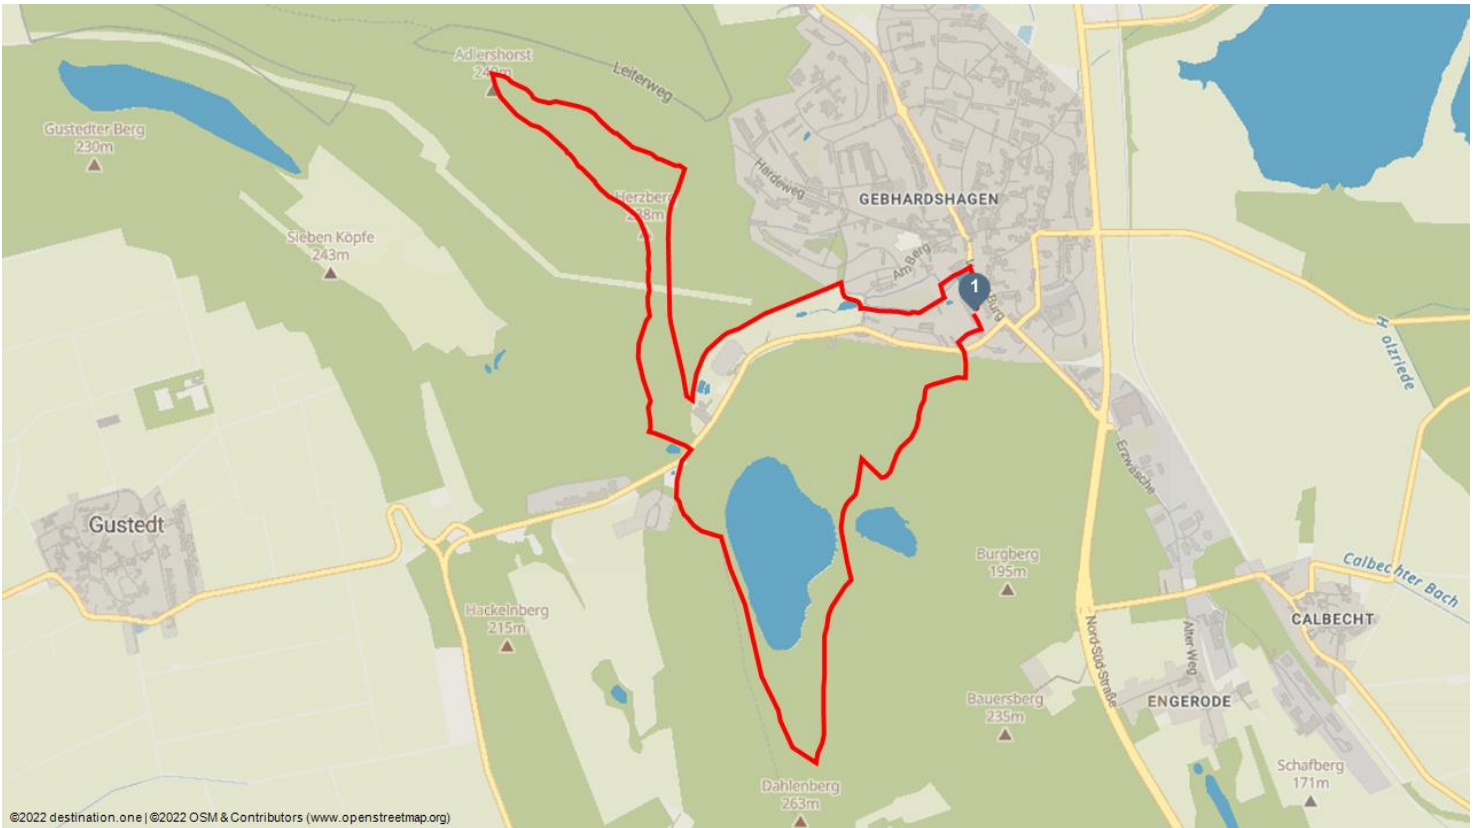 Adlershorst
Leiterweg
Gustedter Berg
230m
Hardeweg
Herzberg
GEBHARDSHAGEN
Sieben Köpfe
243m
Am Berg
1
Burg
Holzriede
Erzwäsche
Gustedt
Burgberg
195m
Calbechter Bach
Hackelnberg
215m
CALBECHT
Nord-Süd-Straße
Alter Weg
Bauersberg
235m
ENGERODE
Schafberg
171m
Dahlenberg
263m
©2022 destination.one | ©2022 OSM & Contributors (www.openstreetmap.org)